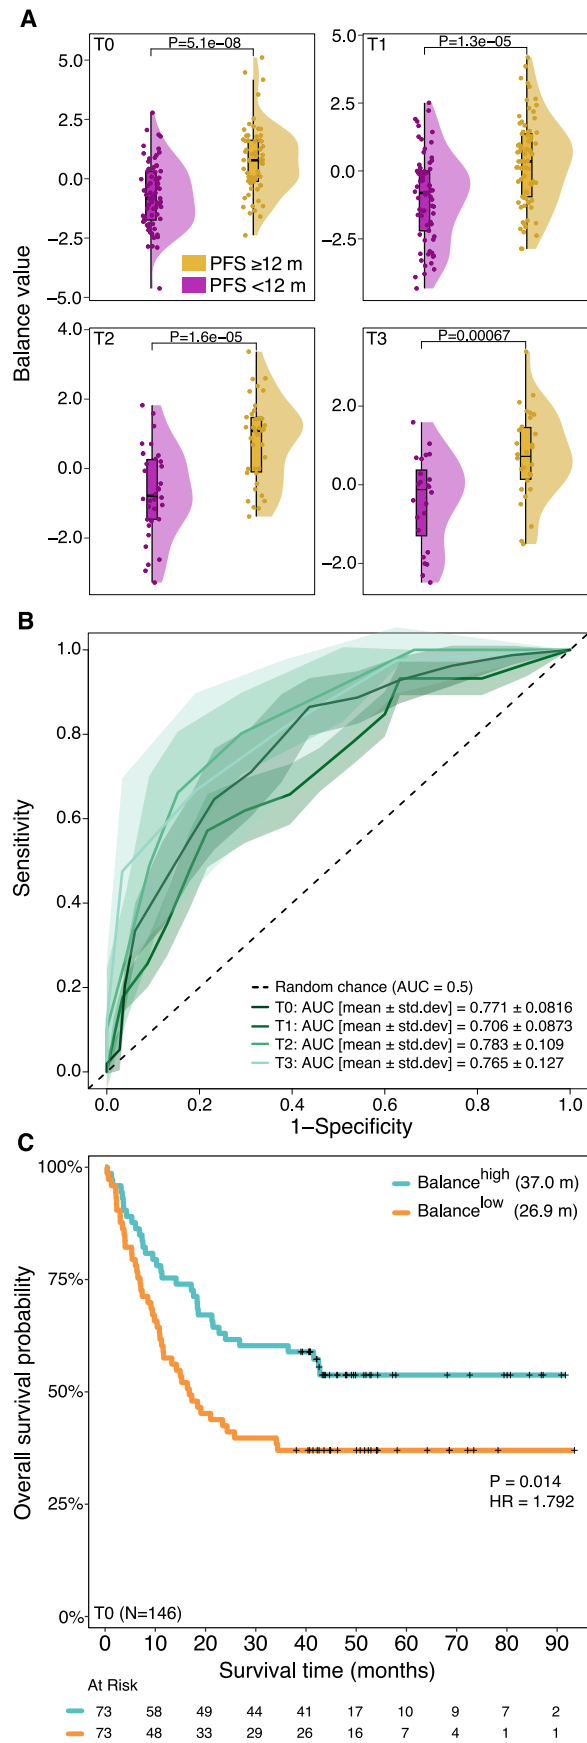 A
T0
P=5.1e−08
5.0
2.5
0.0
−2.5
−5.0
PFS ≥12 m
PFS <12 m
T1
P=1.3e−05
5.0
2.5
0.0
−2.5
Balance value
T2
P=1.6e−05
4.0
2.0
0.0
−2.0
T3
P=0.00067
2.0
0.0
−2.0
B
Sensitivity
1.0
0.8
0.6
0.4
0.2
0.0
Random chance (AUC = 0.5)
T0: AUC [mean ± std.dev] = 0.771 ± 0.0816
T1: AUC [mean ± std.dev] = 0.706 ± 0.0873
T2: AUC [mean ± std.dev] = 0.783 ± 0.109
T3: AUC [mean ± std.dev] = 0.765 ± 0.127
0.0 0.2 0.4 0.6 0.8 1.0
1−Specificity
C
Overall survival probability
100%
75%
50%
25%
0%
Balancehigh (37.0 m)
Balancelow (26.9 m)
P = 0.014
HR = 1.792
T0 (N=146)
0 10 20 30 40 50 60 70 80 90
Survival time (months)
At Risk
73 58 49 44 41 17 10 9 7 2
73 48 33 29 26 16 7 4 1 1